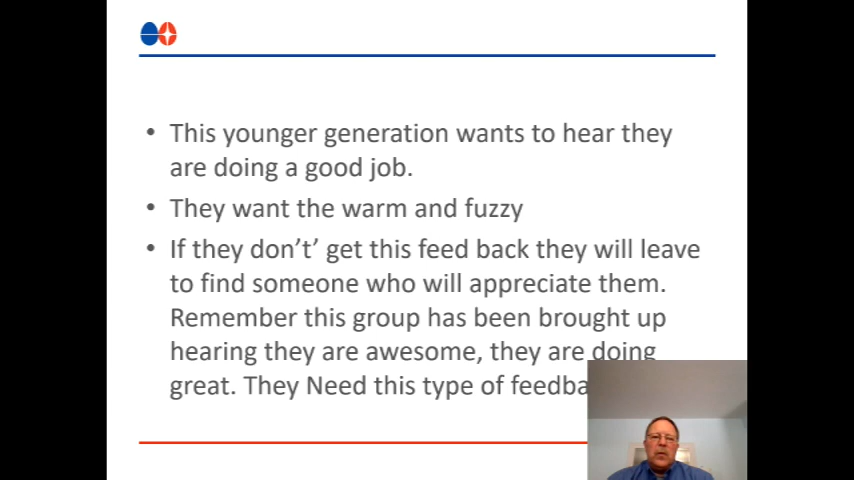 • This younger generation wants to hear they
are doing a good job.
• They want the warm and fuzzy
• If they don’t’ get this feed back they will leave
to find someone who will appreciate them.
Remember this group has been brought up
hearing they are awesome, they are doing
great. They Need this type of